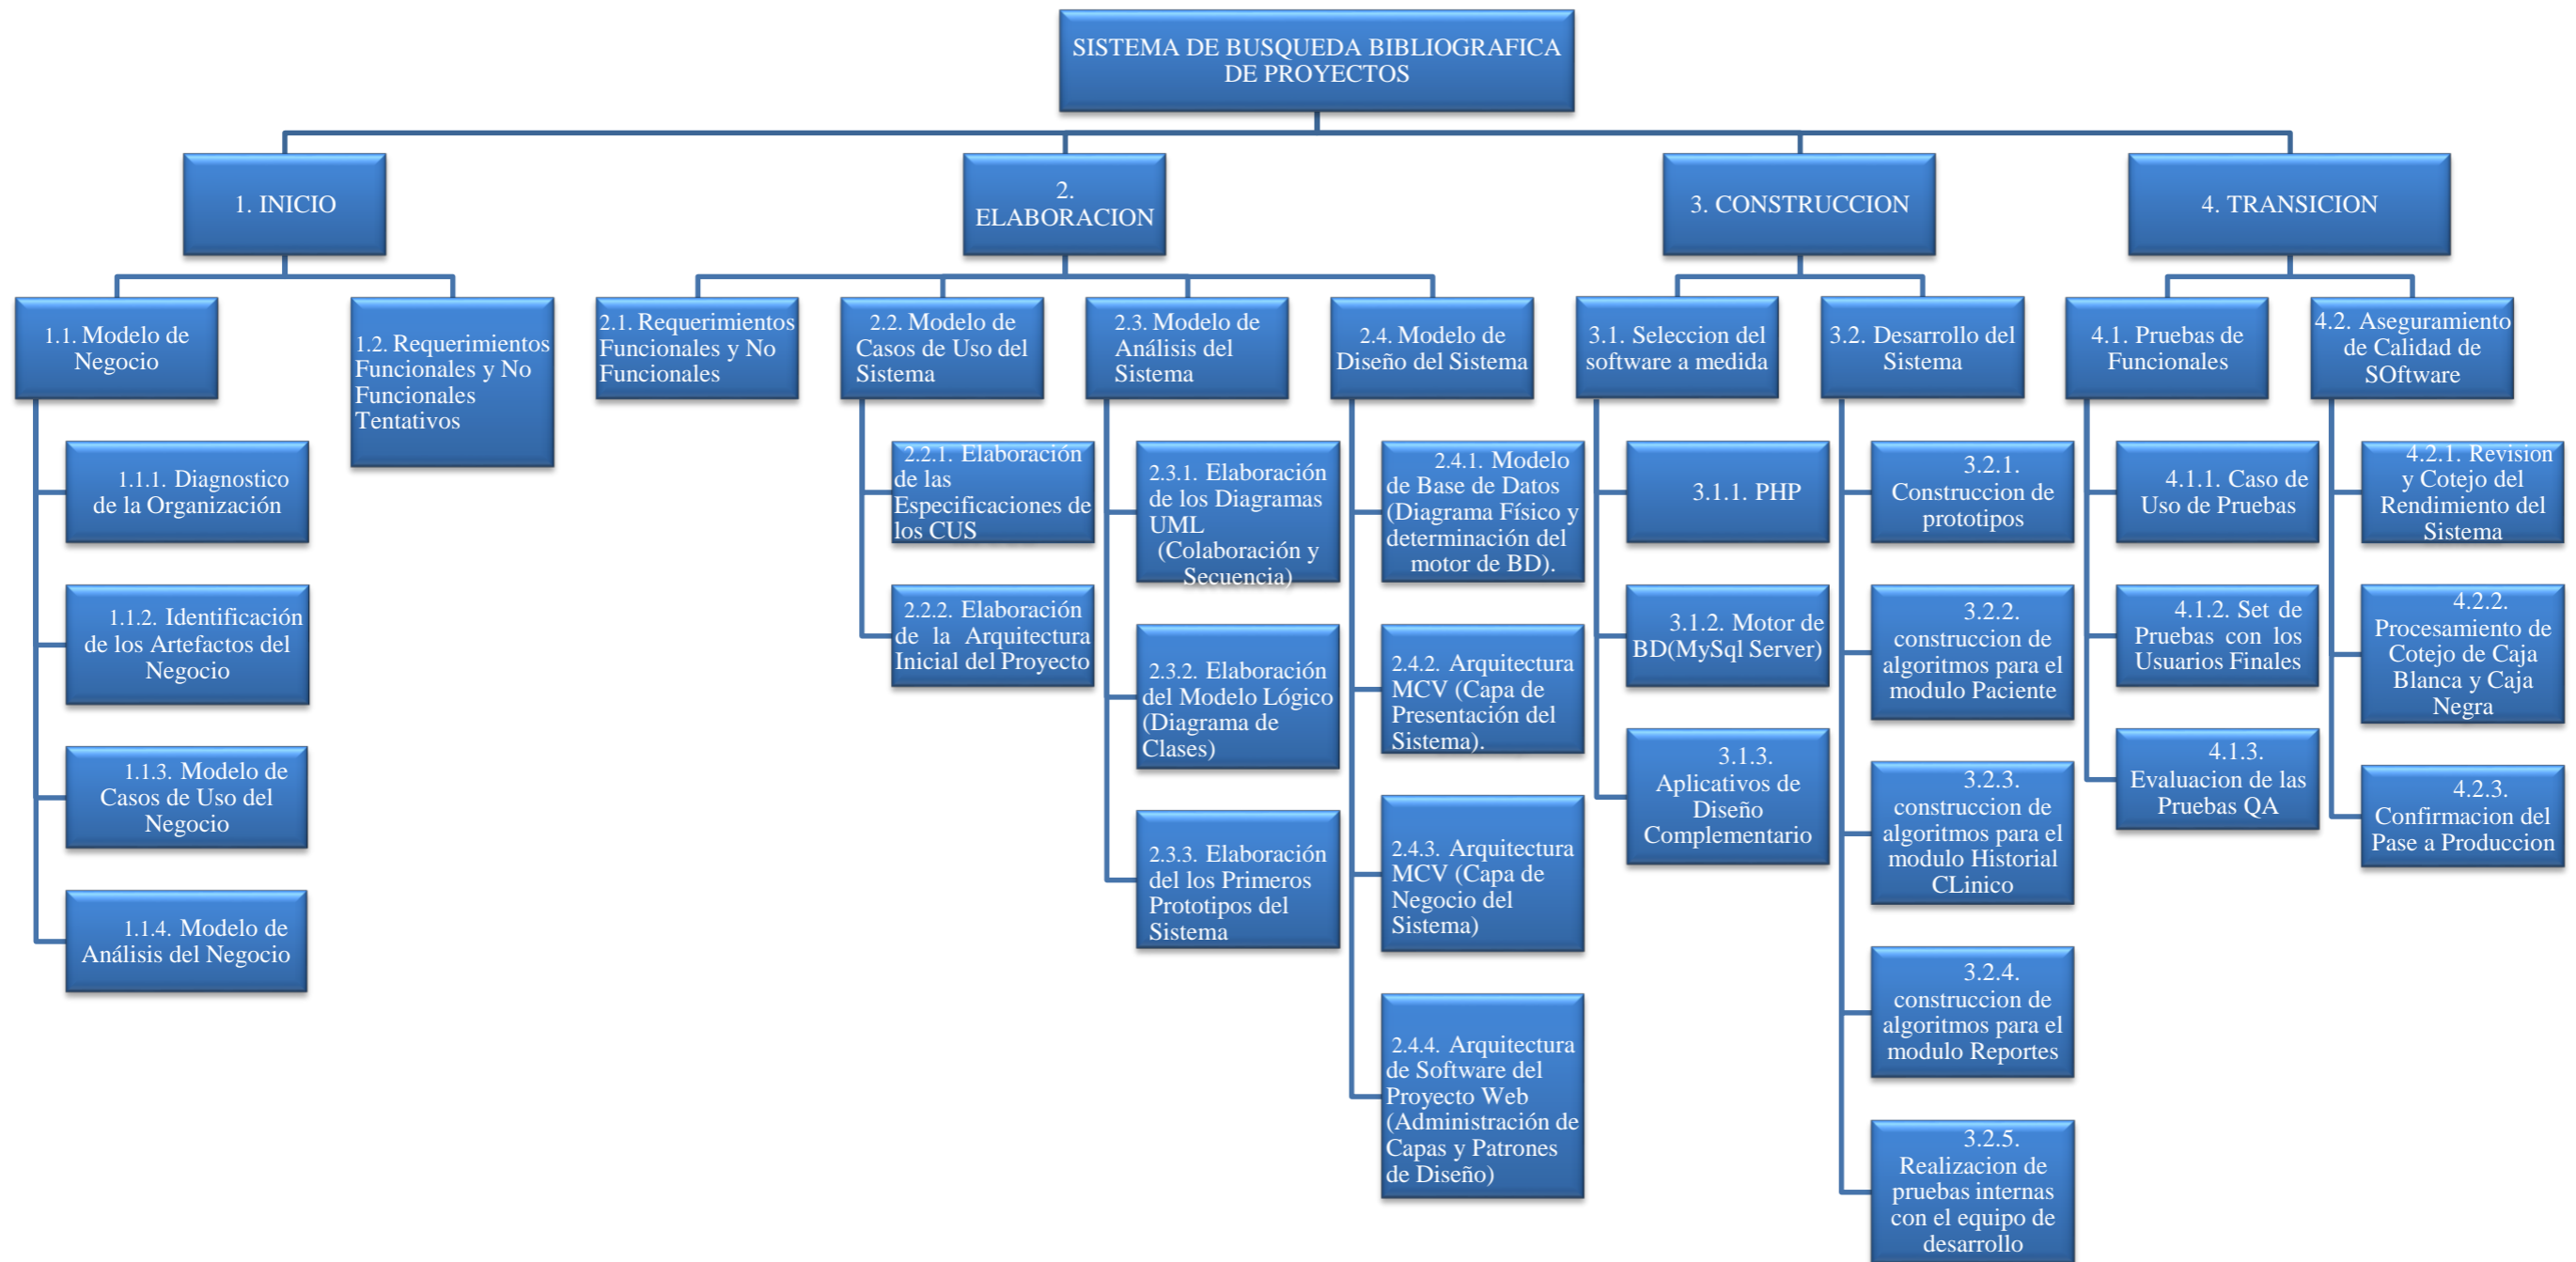 SISTEMA DE BUSQUEDA BIBLIOGRAFICA
DE PROYECTOS
1. INICIO
2.
ELABORACION
3. CONSTRUCCION
4. TRANSICION
1.1. Modelo de
Negocio
1.2. Requerimientos
Funcionales y No
Funcionales
Tentativos
2.1. Requerimientos
Funcionales y No
Funcionales
2.2. Modelo de
Casos de Uso del
Sistema
2.3. Modelo de
Análisis del
Sistema
2.4. Modelo de
Diseño del Sistema
3.1. Seleccion del
software a medida
3.2. Desarrollo del
Sistema
4.1. Pruebas de
Funcionales
4.2. Aseguramiento
de Calidad de
SOftware
1.1.1. Diagnostico
de la Organización
1.1.2. Identificación
de los Artefactos del
Negocio
1.1.3. Modelo de
Casos de Uso del
Negocio
1.1.4. Modelo de
Análisis del Negocio
2.2.1. Elaboración
de las
Especificaciones de
los CUS
2.2.2. Elaboración
de la Arquitectura
Inicial del Proyecto
2.3.1. Elaboración
de los Diagramas
UML
(Colaboración y
Secuencia)
2.3.2. Elaboración
del Modelo Lógico
(Diagrama de
Clases)
2.3.3. Elaboración
del los Primeros
Prototipos del
Sistema
2.4.1. Modelo
de Base de Datos
(Diagrama Físico y
determinación del
motor de BD).
2.4.2. Arquitectura
MCV (Capa de
Presentación del
Sistema).
2.4.3. Arquitectura
MCV (Capa de
Negocio del
Sistema)
2.4.4. Arquitectura
de Software del
Proyecto Web
(Administración de
Capas y Patrones
de Diseño)
3.1.1. PHP
3.1.2. Motor de
BD(MySql Server)
3.1.3.
Aplicativos de
Diseño
Complementario
3.2.1.
Construccion de
prototipos
3.2.2.
construccion de
algoritmos para el
modulo Paciente
3.2.3.
construccion de
algoritmos para el
modulo Historial
CLinico
3.2.4.
construccion de
algoritmos para el
modulo Reportes
3.2.5.
Realizacion de
pruebas internas
con el equipo de
desarrollo
4.1.1. Caso de
Uso de Pruebas
4.1.2. Set de
Pruebas con los
Usuarios Finales
4.1.3.
Evaluacion de las
Pruebas QA
4.2.1. Revision
y Cotejo del
Rendimiento del
Sistema
4.2.2.
Procesamiento de
Cotejo de Caja
Blanca y Caja
Negra
4.2.3.
Confirmacion del
Pase a Produccion